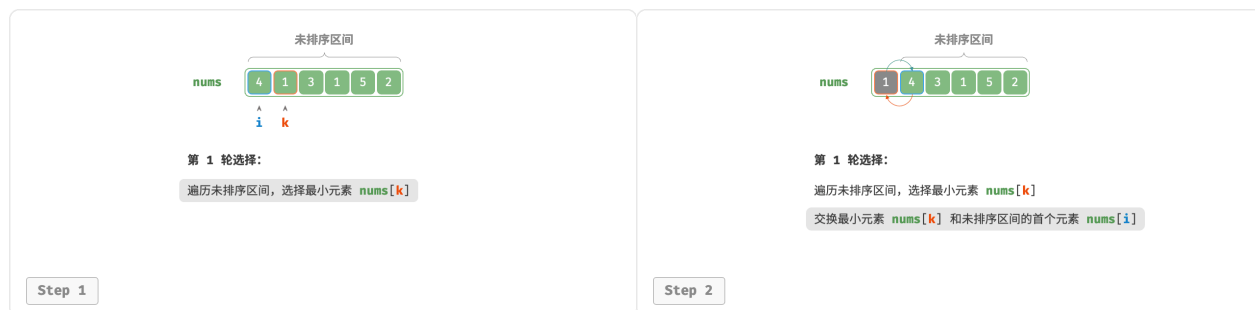 未排序区间
nums 4 1 3 1 5 2
i k
第 1 轮选择：
遍历未排序区间，选择最小元素 nums[k]
Step 1
未排序区间
nums 1 4 3 1 5 2
第 1 轮选择：
遍历未排序区间，选择最小元素 nums[k]
交换最小元素 nums[k] 和未排序区间的首个元素 nums[i]
Step 2